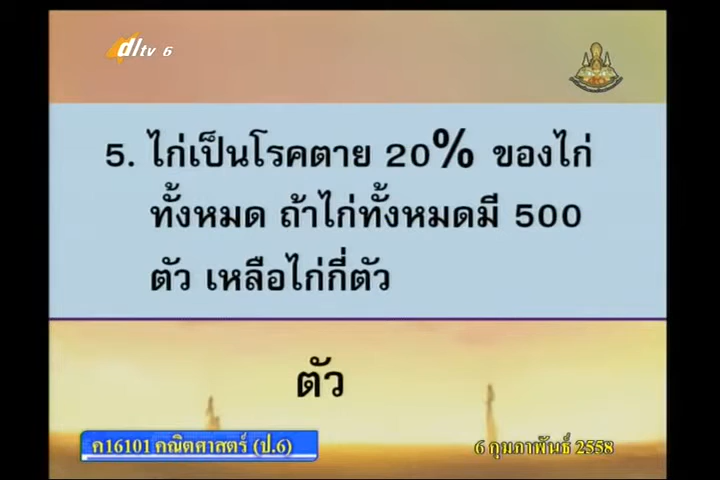 dltv 6
5. ไก่เป็นโรคตาย 20% ของไก่
ทั้งหมด ถ้าไก่ทั้งหมดมี 500
ตัว เหลือไก่กี่ตัว
ตัว
ค16101 คณิตศาสตร์ (ป.6)
6 กุมภาพันธ์ 2558